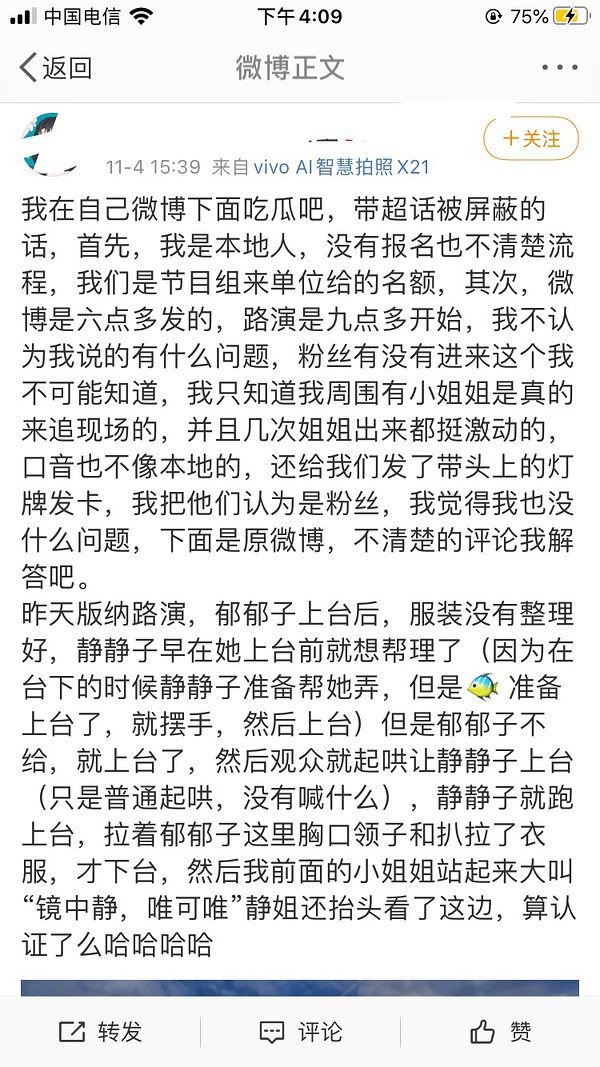 中国电信 下午4:09 75%
返回 微博正文
+关注
11-4 15:39 来自 vivo AI智慧拍照X21
我在自己微博下面吃瓜吧，带超话被屏蔽的
话，首先，我是本地人，没有报名也不清楚流
程，我们是节目组来单位给的名额，其次，微
博是六点多发的，路演是九点多开始，我不认
为我说的有什么问题，粉丝有没有进来这个我
不可能知道，我只知道我周围有小姐姐是真的
来追现场的，并且几次姐姐出来都挺激动的，
口音也不像本地的，还给我们发了带头上的灯
牌发卡，我把他们认为是粉丝，我觉得我也没
什么问题，下面是原微博，不清楚的评论我解
答吧。
昨天版纳路演，郁郁子上台后，服装没有整理
好，静静子早在她上台前就想帮理了（因为在
台下的时候静静子准备帮她弄，但是🐠 准备
上台了，就摆手，然后上台）但是郁郁子不
给，就上台了，然后观众就起哄让静静子上台
（只是普通起哄，没有喊什么），静静子就跑
上台，拉着郁郁子这里胸口领子和扒拉了衣
服，才下台，然后我前面的小姐姐站起来大叫
“镜中静，唯可唯”静姐还抬头看了这边，算认
证了么哈哈哈哈
转发 评论 赞